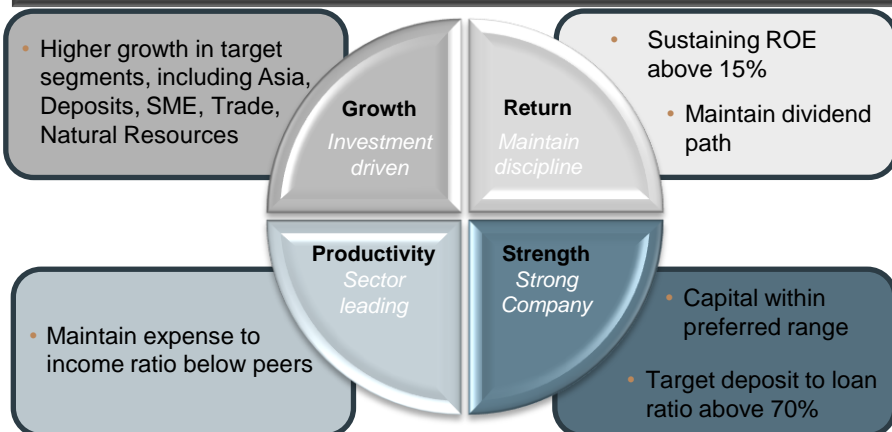 • Higher growth in target
segments, including Asia,
Deposits, SME, Trade,
Natural Resources
Growth
Investment
driven
Return
Maintain
discipline
• Sustaining ROE
above 15%
• Maintain dividend
path
• Maintain expense to
income ratio below peers
Productivity
Sector
leading
Strength
Strong
Company
• Capital within
preferred range
• Target deposit to loan
ratio above 70%